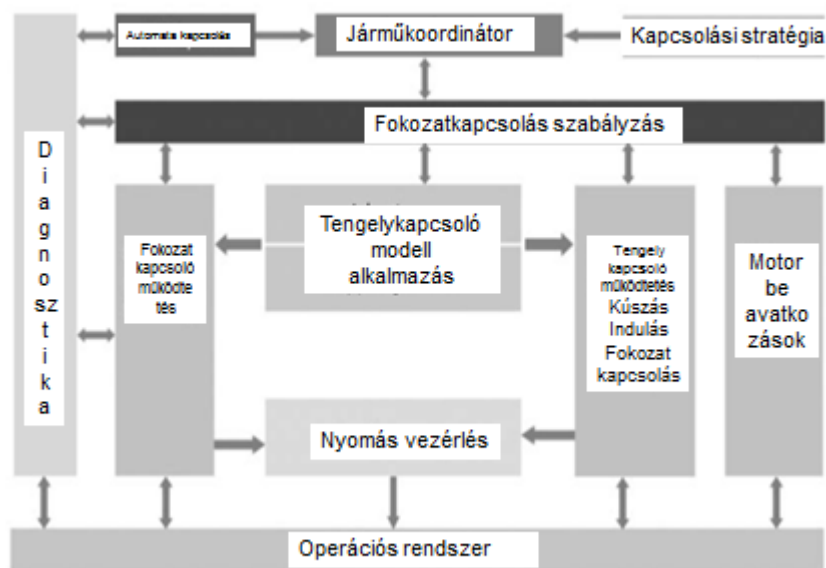 Automata kapcsolás
Járműkoordinátor
Kapcsolási stratégia
Fokozatkapcsolás szabályzás
D
i
a
g
n
o
sz
t
i
k
a
Fokozat
kapcsoló
működte
tés
Tengelykapcsoló
modell
alkalmazás
Tengely
kapcsoló
működtetés
Kúszás
Indulás
Fokozat
kapcsolás
Motor
be
avatko
zások
Nyomás vezérlés
Operációs rendszer